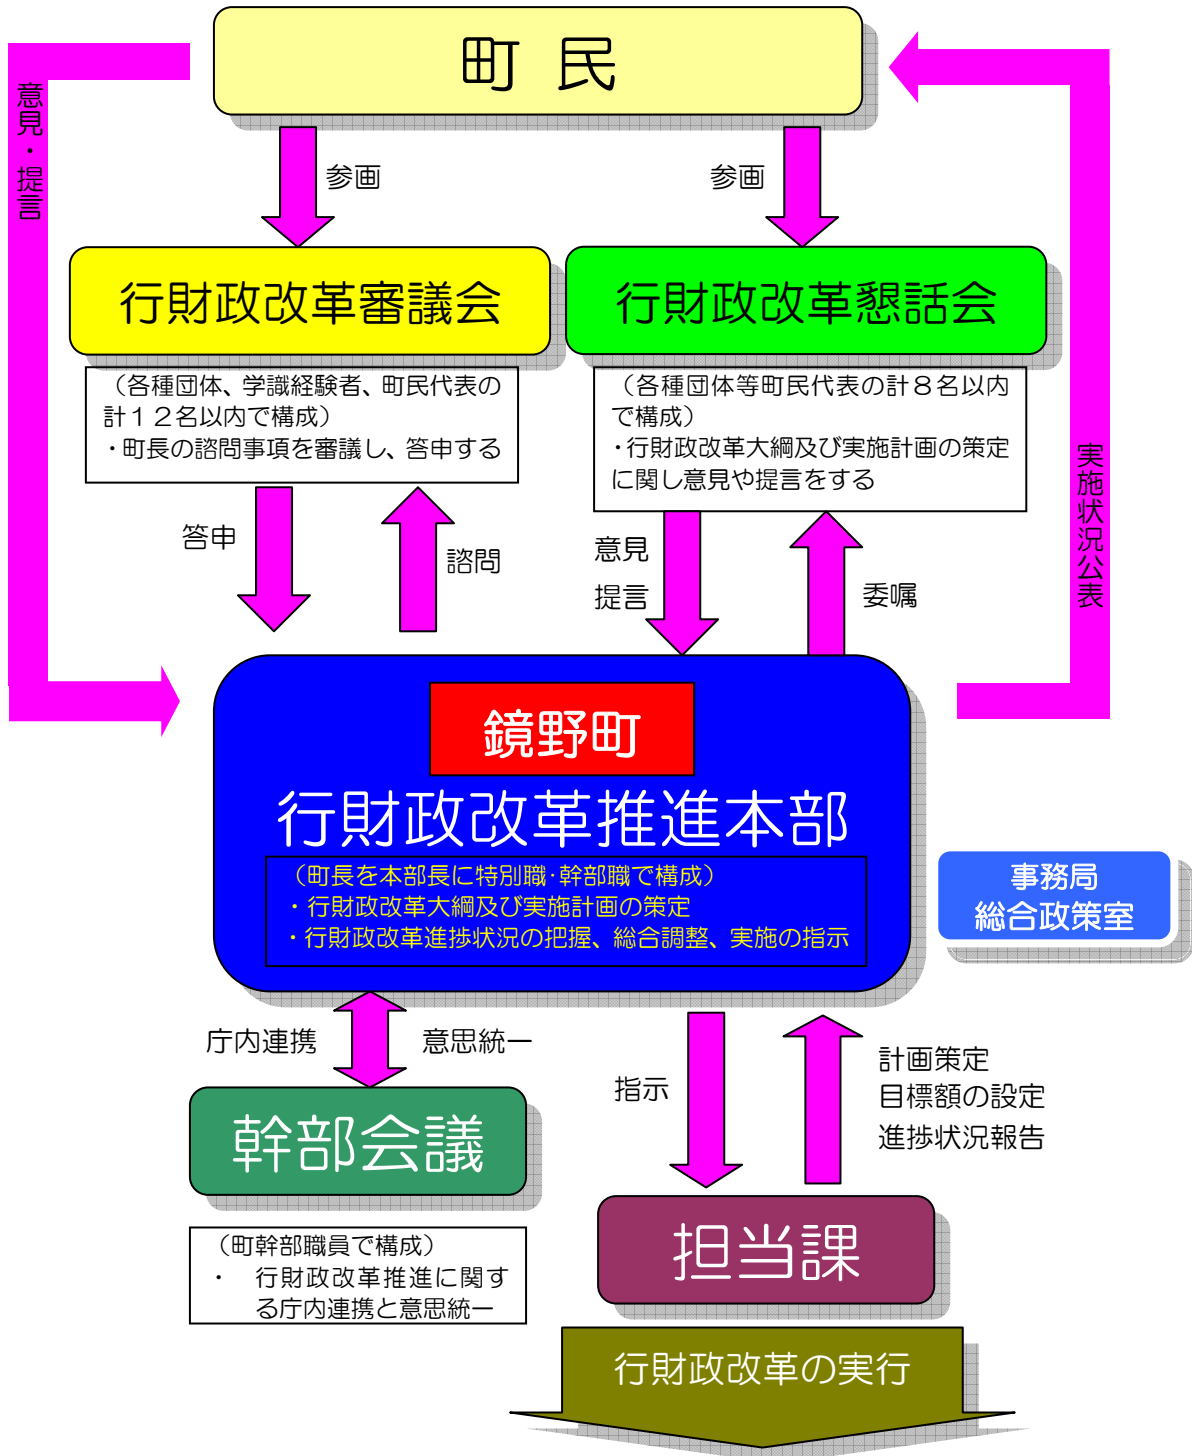 町 民
意見・提言
参画
参画
行財政改革審議会
行財政改革懇話会
（各種団体、学識経験者、町民代表の
計１２名以内で構成）
・町長の諮問事項を審議し、答申する
（各種団体等町民代表の計８名以内
で構成）
・行財政改革大綱及び実施計画の策定
に関し意見や提言をする
実施状況公表
答申
諮問
意見
提言
委嘱
鏡野町
行財政改革推進本部
（町長を本部長に特別職・幹部職で構成）
・行財政改革大綱及び実施計画の策定
・行財政改革進捗状況の把握、総合調整、実施の指示
事務局
総合政策室
庁内連携
意思統一
指示
計画策定
目標額の設定
進捗状況報告
幹部会議
（町幹部職員で構成）
・　行財政改革推進に関す
る庁内連携と意思統一
担当課
行財政改革の実行